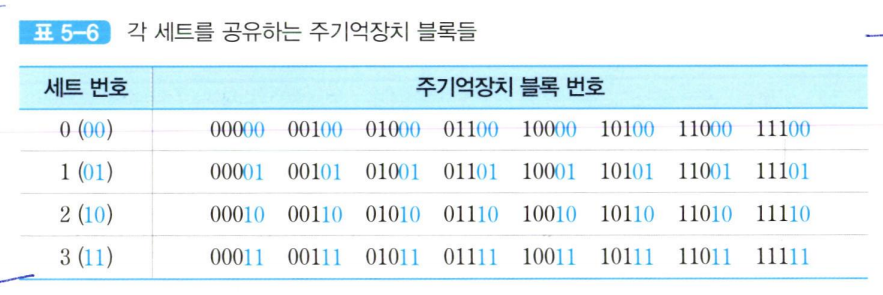 표 5-6 각 세트를 공유하는 주기억장치 블록들
세트 번호 주기억장치 블록 번호
0 (00) 00000 00100 01000 01100 10000 10100 11000 11100
1 (01) 00001 00101 01001 01101 10001 10101 11001 11101
2 (10) 00010 00110 01010 01110 10010 10110 11010 11110
3 (11) 00011 00111 01011 01111 10011 10111 11011 11111